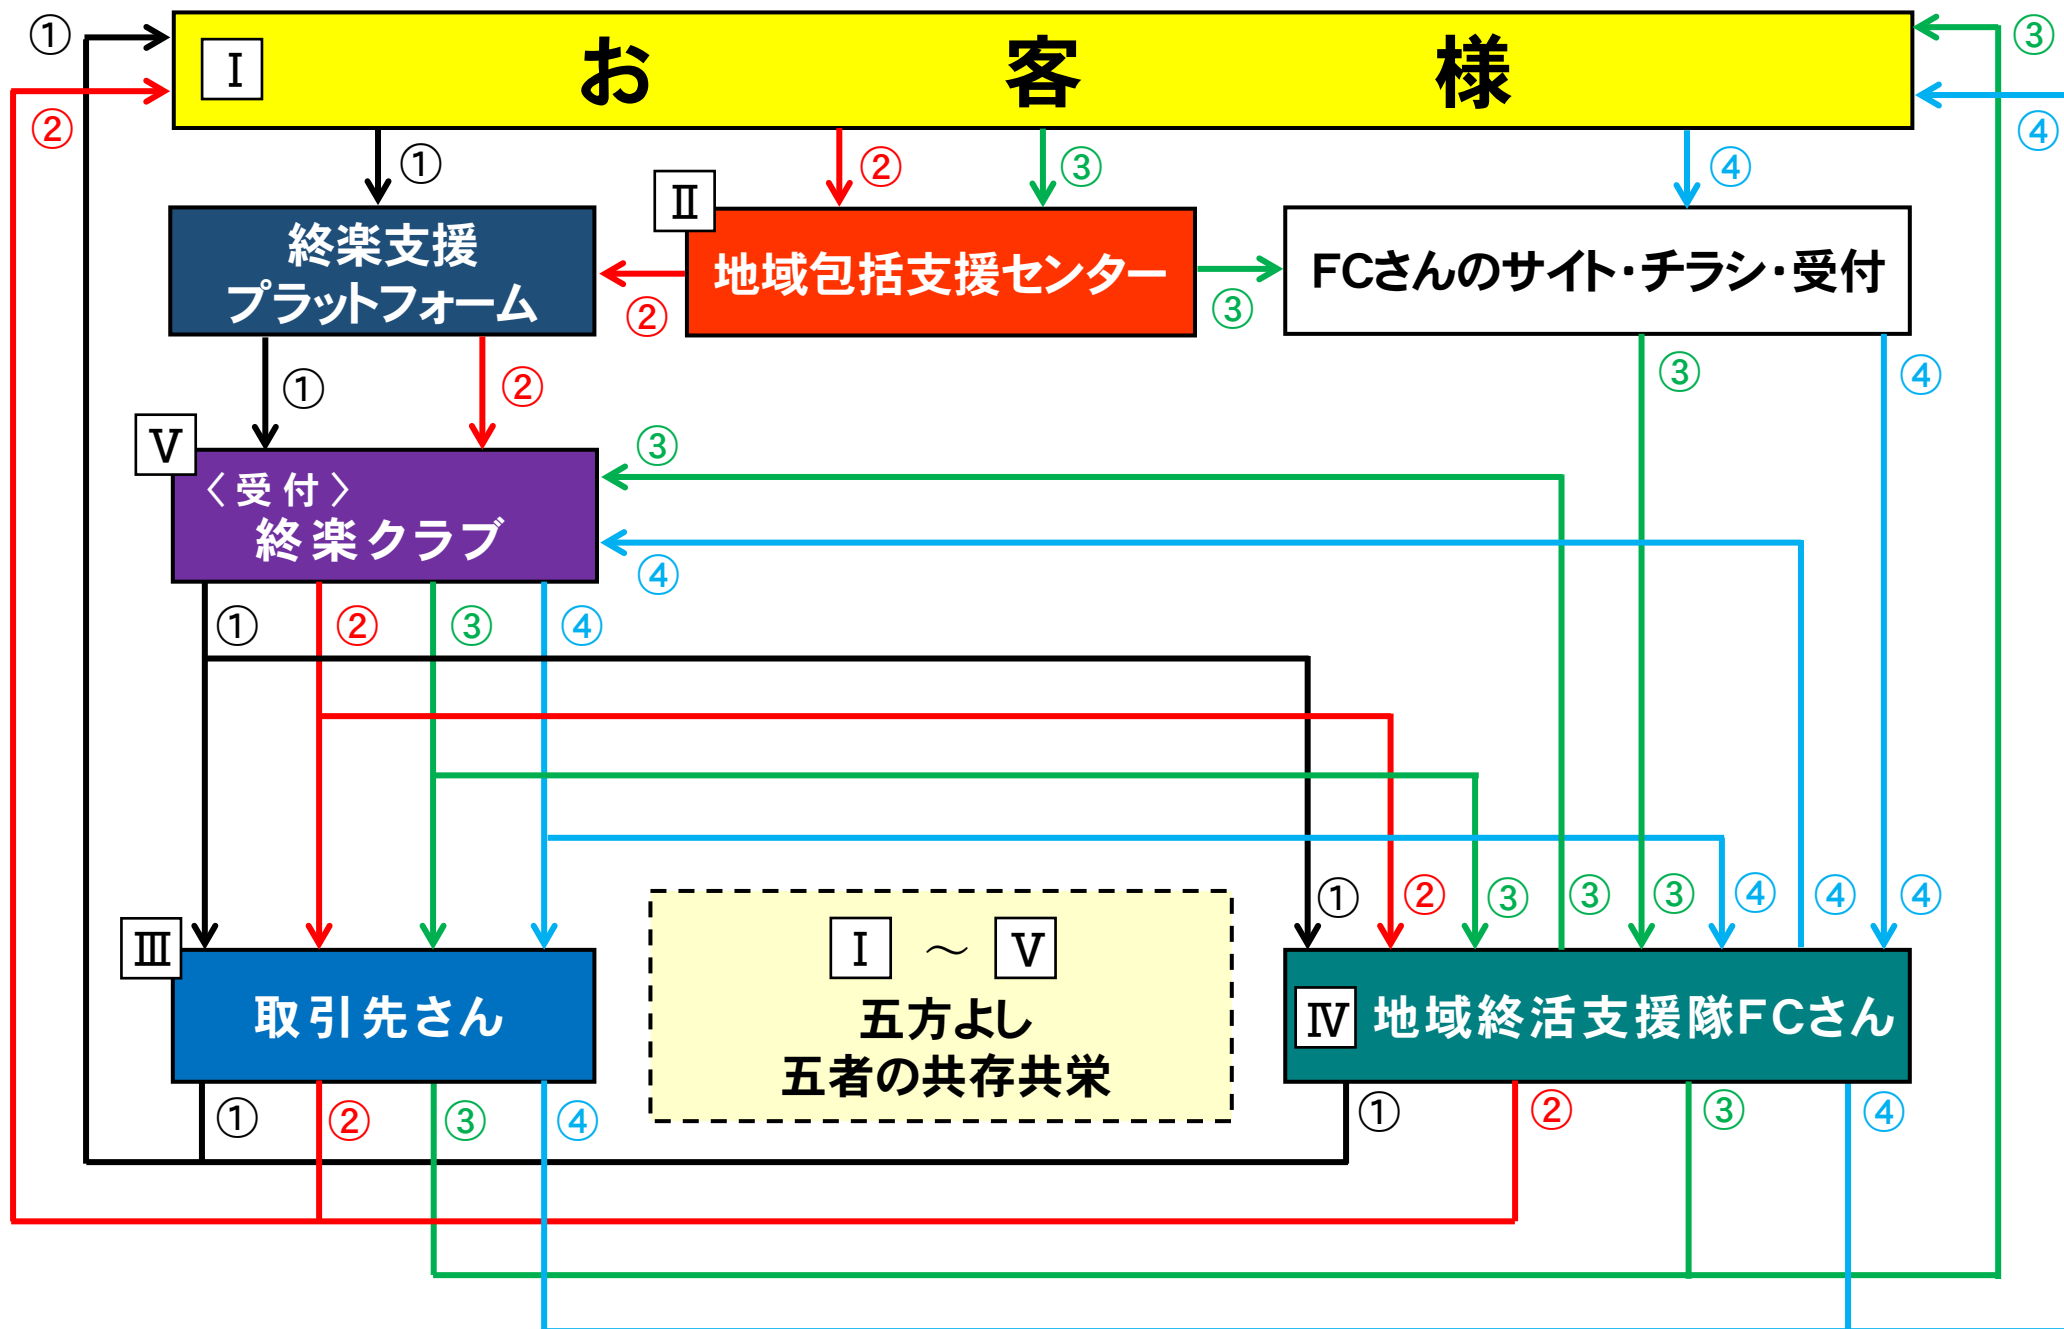 ① Ⅰ お客様 ③
② ④
① ② ③ ④
Ⅱ
終楽支援
プラットフォーム
地域包括支援センター
FCさんのサイト・チラシ・受付
② ③
① ② ③ ④
Ⅴ
〈受付〉
終楽クラブ
③
④
① ② ③ ④
① ② ③ ③ ③ ④ ④ ④
Ⅲ
取引先さん
Ⅰ ～ Ⅴ
五方よし
五者の共存共栄
Ⅳ 地域終活支援隊FCさん
① ② ③ ④
① ② ③ ④